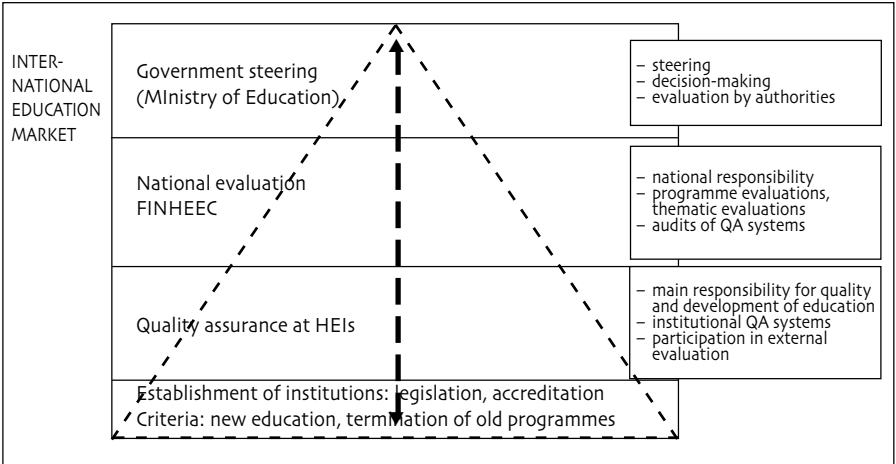 INTER-
NATIONAL
EDUCATION
MARKET
Government steering
(MInistry of Education)
– steering
– decision-making
– evaluation by authorities
National evaluation
FINHEEC
– national responsibility
– programme evaluations,
thematic evaluations
– audits of QA systems
Quality assurance at HEIs
– main responsibility for quality
and development of education
– institutional QA systems
– participation in external
evaluation
Establishment of institutions: legislation, accreditation
Criteria: new education, termination of old programmes